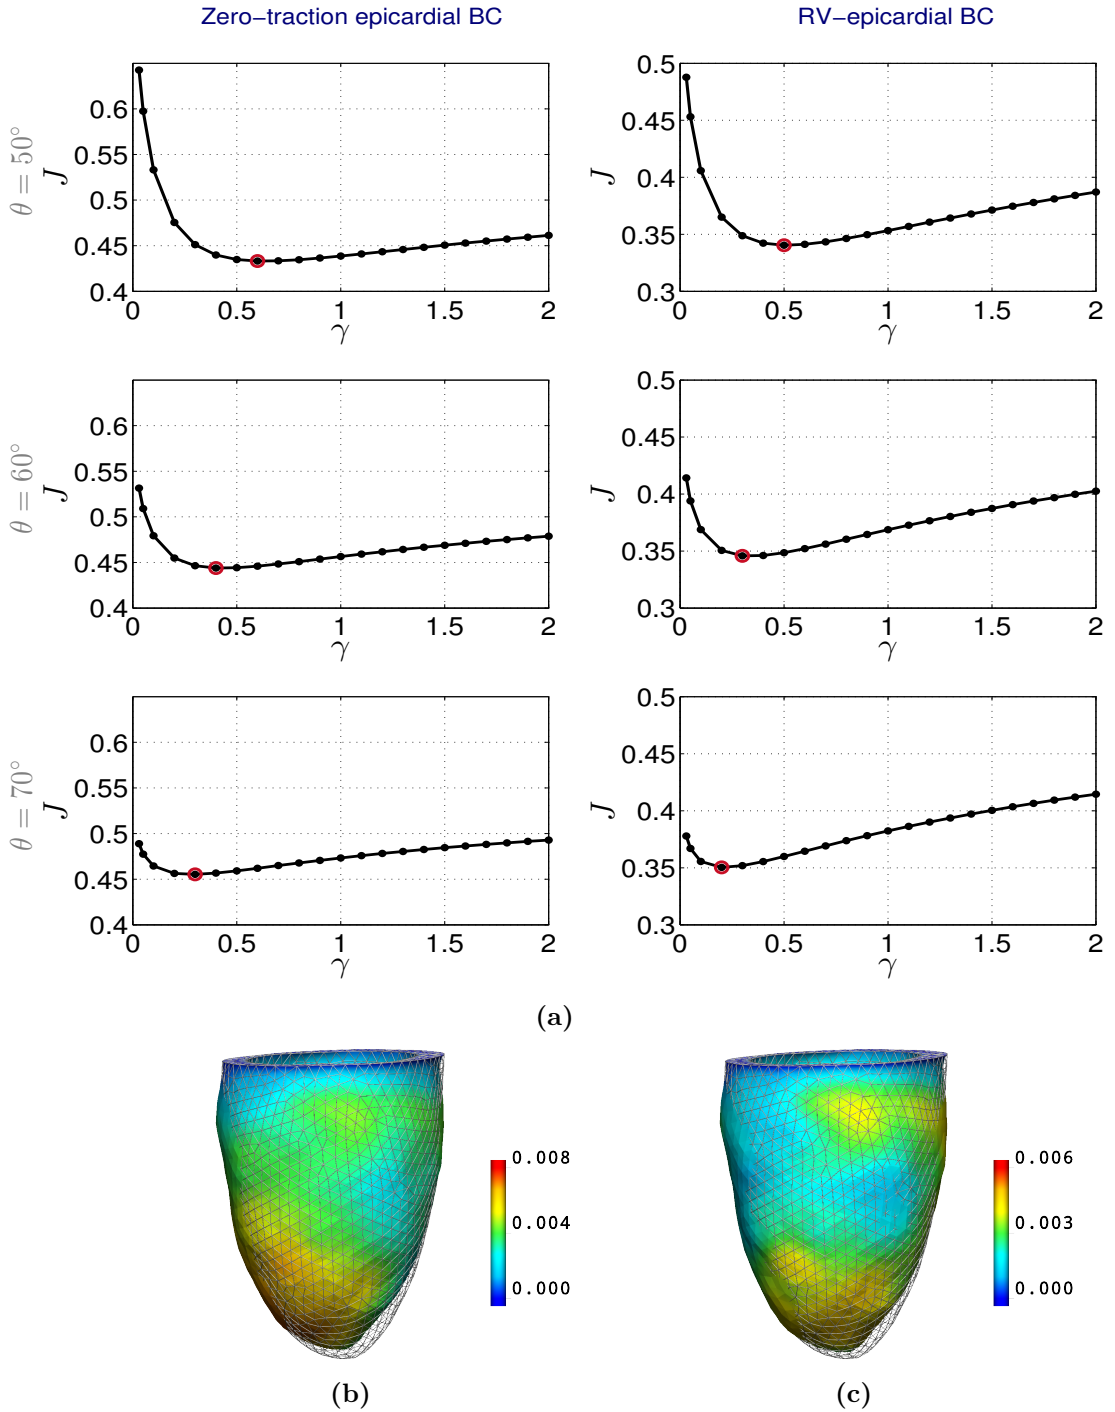 Zero−traction epicardial BC
RV−epicardial BC
θ = 50°
J
0.6
0.55
0.5
0.45
0.4
0 0.5 1 1.5 2
γ
J
0.5
0.45
0.4
0.35
0.3
0 0.5 1 1.5 2
γ
θ = 60°
J
0.6
0.55
0.5
0.45
0.4
0 0.5 1 1.5 2
γ
J
0.5
0.45
0.4
0.35
0.3
0 0.5 1 1.5 2
γ
θ = 70°
J
0.6
0.55
0.5
0.45
0.4
0 0.5 1 1.5 2
γ
J
0.5
0.45
0.4
0.35
0.3
0 0.5 1 1.5 2
γ
(a)
0.008
0.004
0.000
0.006
0.003
0.000
(b)
(c)